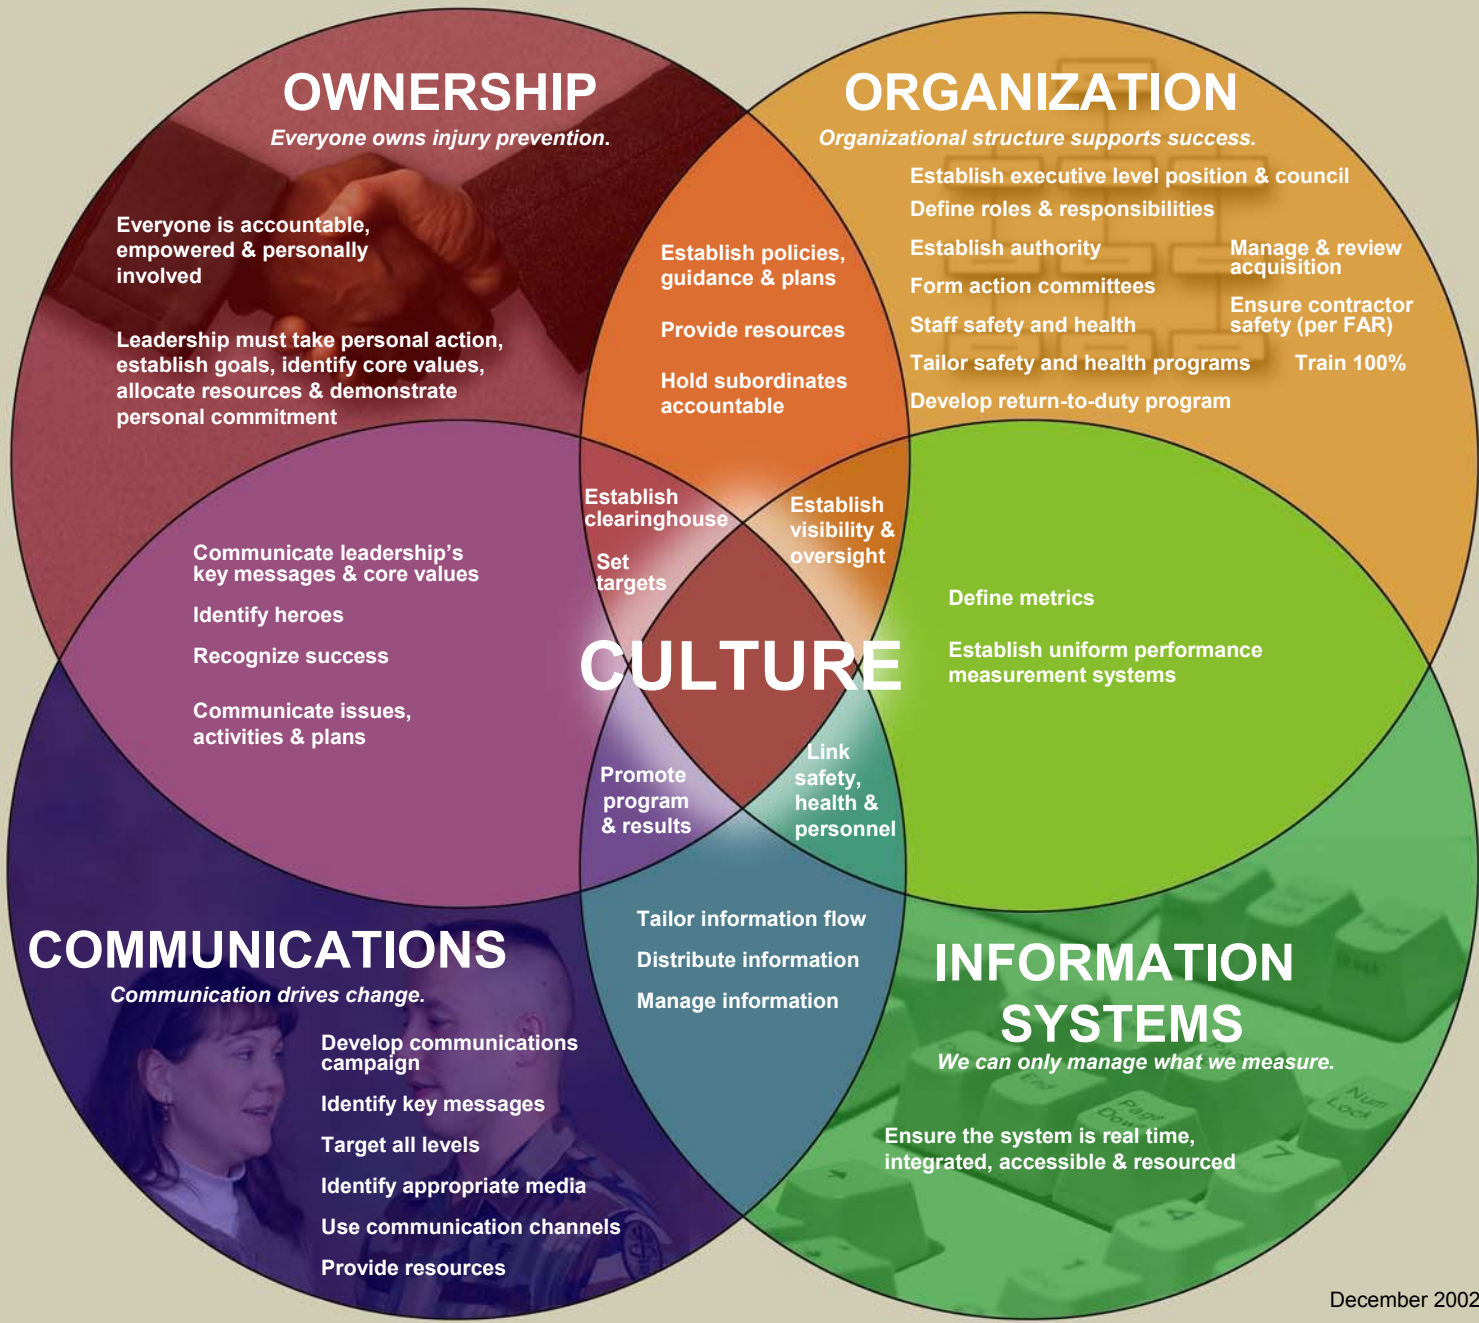 OWNERSHIP
Everyone owns injury prevention.
Everyone is accountable,
empowered & personally
involved
Leadership must take personal action,
establish goals, identify core values,
allocate resources & demonstrate
personal commitment
ORGANIZATION
Organizational structure supports success.
Establish executive level position & council
Define roles & responsibilities
Establish authority
Form action committees
Staff safety and health
Tailor safety and health programs
Develop return-to-duty program
Manage & review
acquisition
Ensure contractor
safety (per FAR)
Train 100%
Establish policies,
guidance & plans
Provide resources
Hold subordinates
accountable
Establish
clearinghouse
Set
targets
Establish
visibility &
oversight
Communicate leadership's
key messages & core values
Identify heroes
Recognize success
Communicate issues,
activities & plans
CULTURE
Define metrics
Establish uniform performance
measurement systems
Promote
program
& results
Link
safety,
health &
personnel
COMMUNICATIONS
Communication drives change.
Develop communications
campaign
Identify key messages
Target all levels
Identify appropriate media
Use communication channels
Provide resources
Tailor information flow
Distribute information
Manage information
INFORMATION
SYSTEMS
We can only manage what we measure.
Ensure the system is real time,
integrated, accessible & resourced
End
Page
Down
Num
Lock
7
4
December 2002